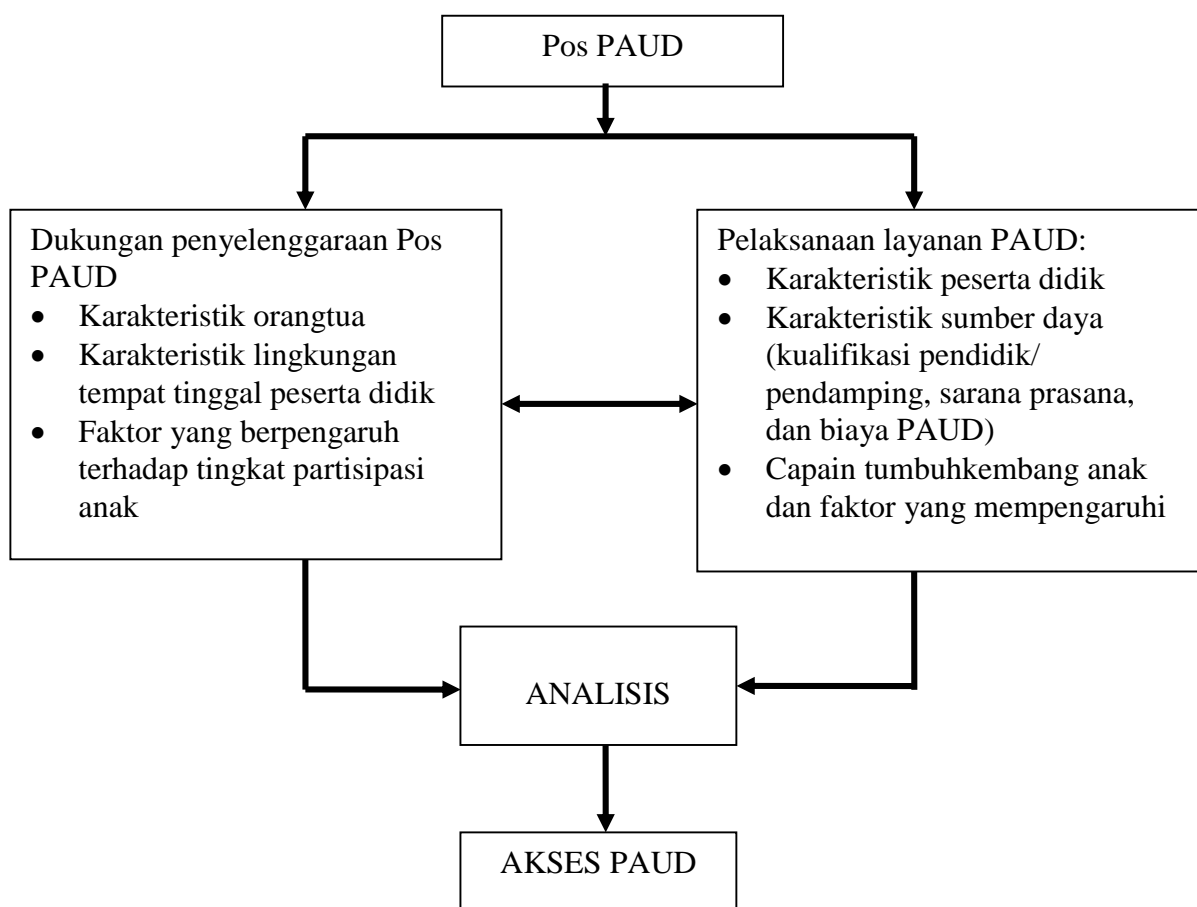 Pos PAUD
Dukungan penyelenggaraan Pos
PAUD
• Karakteristik orangtua
• Karakteristik lingkungan
tempat tinggal peserta didik
• Faktor yang berpengaruh
terhadap tingkat partisipasi
anak
Pelaksanaan layanan PAUD:
• Karakteristik peserta didik
• Karakteristik sumber daya
(kualifikasi pendidik/
pendamping, sarana prasana,
dan biaya PAUD)
• Capain tumbuhkembang anak
dan faktor yang mempengaruhi
ANALISIS
AKSES PAUD